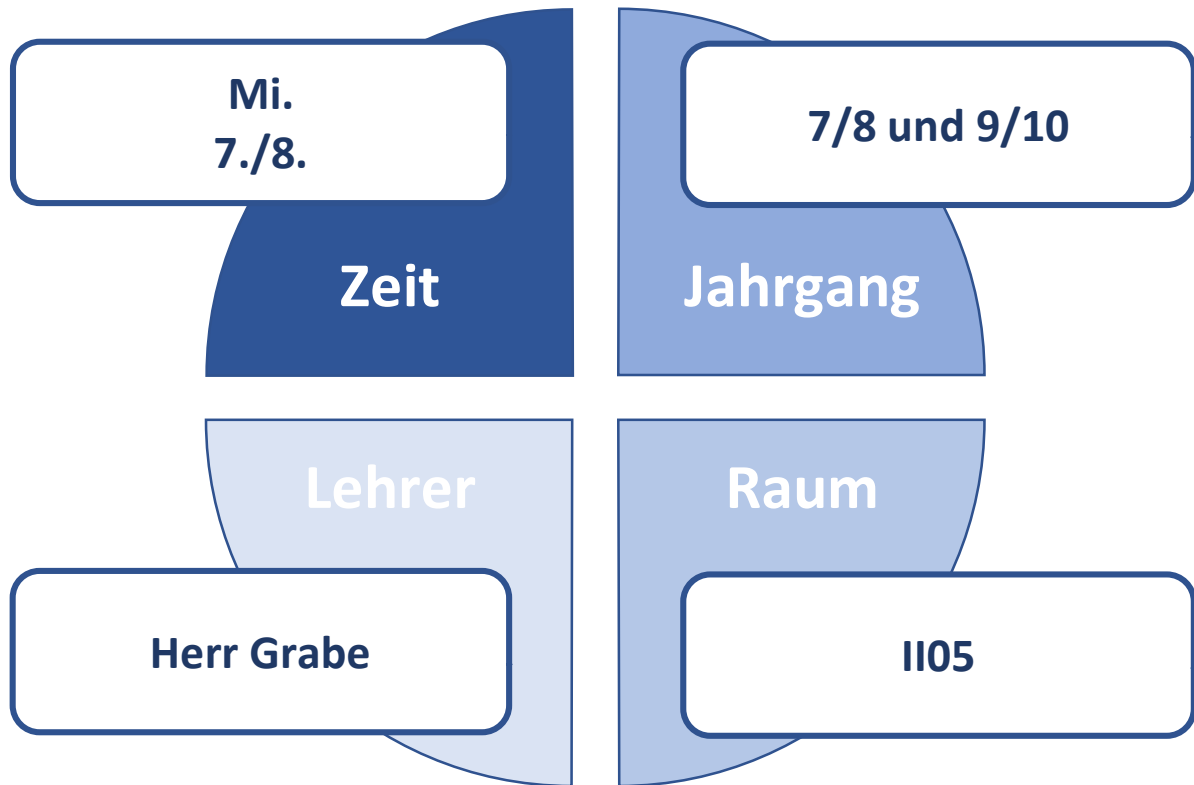 Mi.
7./8.
Zeit
7/8 und 9/10
Jahrgang
Lehrer
Herr Grabe
Raum
II05